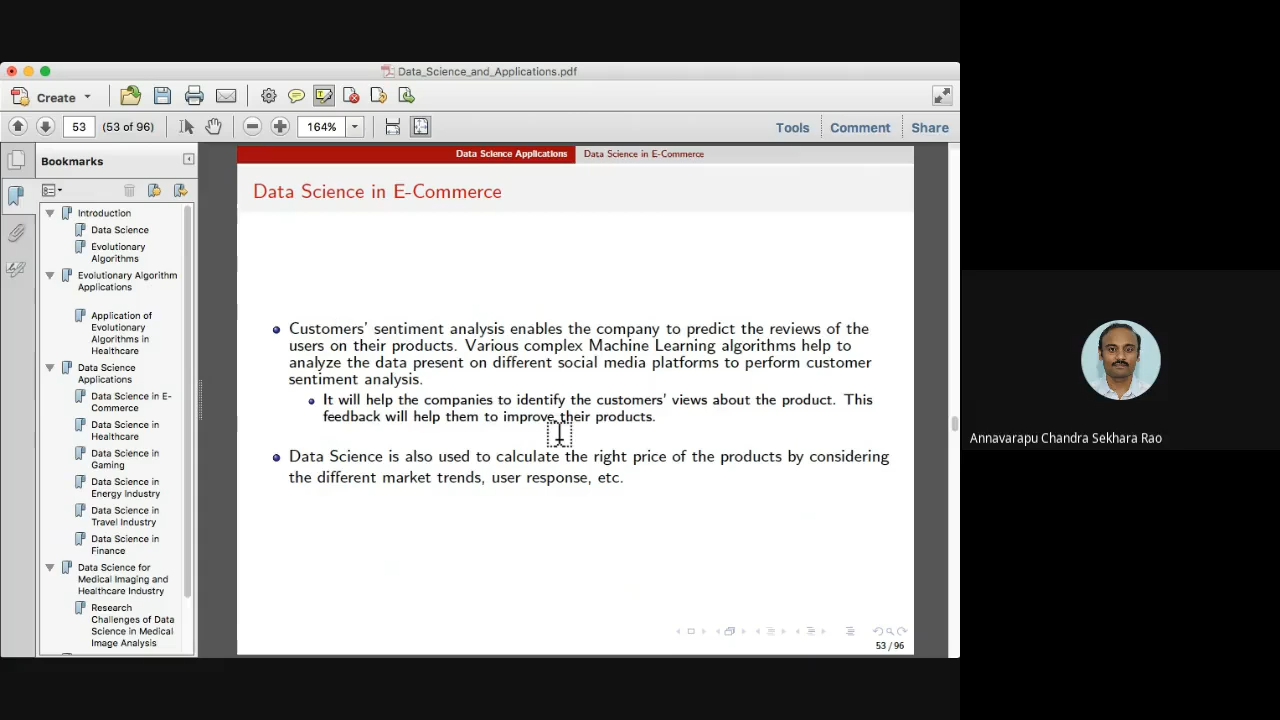 Data_Science_and_Applications.pdf
Create
53 (53 of 96) 164% Tools Comment Share
Bookmarks
Introduction
Data Science
Evolutionary
Algorithms
Evolutionary Algorithm
Applications
Application of
Evolutionary
Algorithms in
Healthcare
Data Science
Applications
Data Science in E-
Commerce
Data Science in
Healthcare
Data Science in
Gaming
Data Science in
Energy Industry
Data Science in
Travel Industry
Data Science in
Finance
Data Science for
Medical Imaging and
Healthcare Industry
Research
Challenges of Data
Science in Medical
Image Analysis
Data Science Applications Data Science in E-Commerce
Data Science in E-Commerce
Customers' sentiment analysis enables the company to predict the reviews of the
users on their products. Various complex Machine Learning algorithms help to
analyze the data present on different social media platforms to perform customer
sentiment analysis.
It will help the companies to identify the customers' views about the product. This
feedback will help them to improve their products.
Data Science is also used to calculate the right price of the products by considering
the different market trends, user response, etc.
53 / 96
Annavarapu Chandra Sekhara Rao